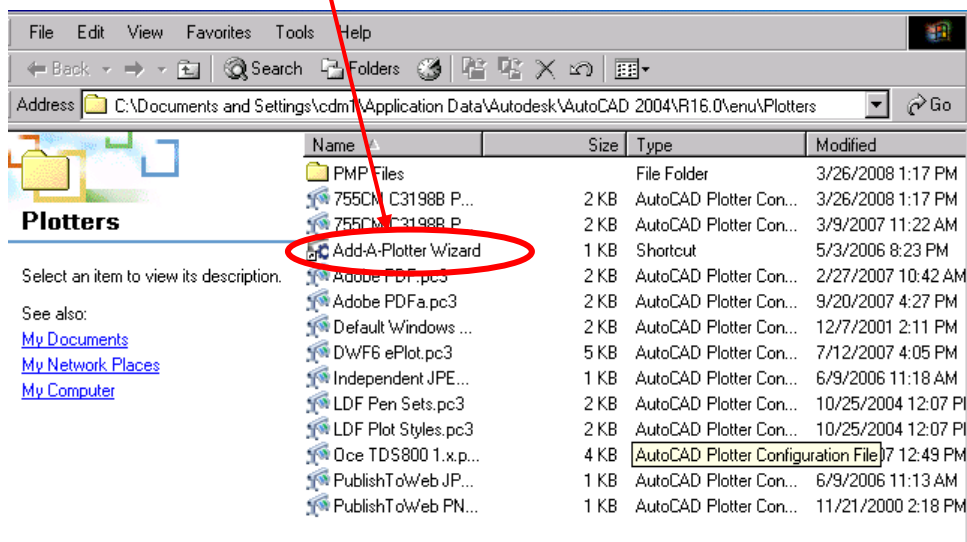 File Edit View Favorites Tools Help
Back Search Folders
Address C:\Documents and Settings\cdm1\Application Data\Autodesk\AutoCAD 2004\R16.0\enu\Plotters Go
Plotters
Select an item to view its description.
See also:
My Documents
My Network Places
My Computer
Name Size Type Modified
PMP Files File Folder 3/26/2008 1:17 PM
755CM C3198B P... 2 KB AutoCAD Plotter Con... 3/26/2008 1:17 PM
755CM C3198B P... 2 KB AutoCAD Plotter Con... 3/9/2007 11:22 AM
Add-A-Plotter Wizard 1 KB Shortcut 5/3/2006 8:23 PM
Adobe PDF.pc3 2 KB AutoCAD Plotter Con... 2/27/2007 10:42 AM
Adobe PDFa.pc3 2 KB AutoCAD Plotter Con... 9/20/2007 4:27 PM
Default Windows ... 2 KB AutoCAD Plotter Con... 12/7/2001 2:11 PM
DWF6 ePlot.pc3 5 KB AutoCAD Plotter Con... 7/12/2007 4:05 PM
Independent JPE... 1 KB AutoCAD Plotter Con... 6/9/2006 11:18 AM
LDF Pen Sets.pc3 2 KB AutoCAD Plotter Con... 10/25/2004 12:07 P
LDF Plot Styles.pc3 2 KB AutoCAD Plotter Con... 10/25/2004 12:07 P
Oce TDS800 1.x.p... 4 KB AutoCAD Plotter Configuration File 07 12:49 PM
PublishToWeb JP... 1 KB AutoCAD Plotter Con... 6/9/2006 11:13 AM
PublishToWeb PN... 1 KB AutoCAD Plotter Con... 11/21/2000 2:18 PM